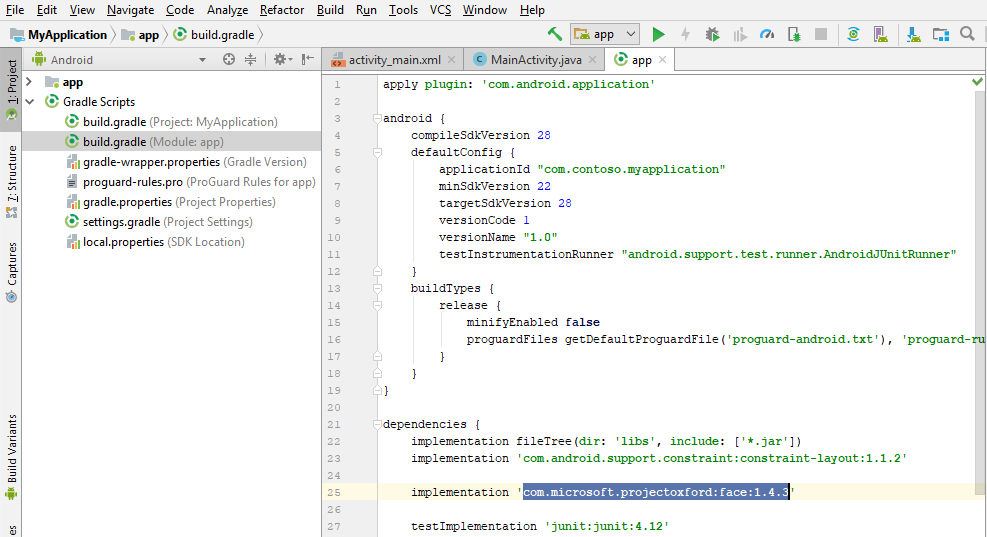 File Edit View Navigate Code Analyze Refactor Build Run Tools VCS Window Help
MyApplication app build.gradle app
1: Project
7: Structure
Captures
Build Variants
es
Android
app
Gradle Scripts
build.gradle (Project: MyApplication)
build.gradle (Module: app)
gradle-wrapper.properties (Gradle Version)
proguard-rules.pro (ProGuard Rules for app)
gradle.properties (Project Properties)
settings.gradle (Project Settings)
local.properties (SDK Location)
activity_main.xml MainActivity.java app
1 apply plugin: 'com.android.application'
2
3 android {
4 compileSdkVersion 28
5 defaultConfig {
6 applicationId "com.contoso.myapplication"
7 minSdkVersion 22
8 targetSdkVersion 28
9 versionCode 1
10 versionName "1.0"
11 testInstrumentationRunner "android.support.test.runner.AndroidJUnitRunner"
12 }
13 buildTypes {
14 release {
15 minifyEnabled false
16 proguardFiles getDefaultProguardFile('proguard-android.txt'), 'proguard-ru
17 }
18 }
19 }
20
21 dependencies {
22 implementation fileTree(dir: 'libs', include: ['*.jar'])
23 implementation 'com.android.support.constraint:constraint-layout:1.1.2'
24
25 implementation 'com.microsoft.projectoxford:face:1.4.3'
26
27 testImplementation 'junit:junit:4.12'